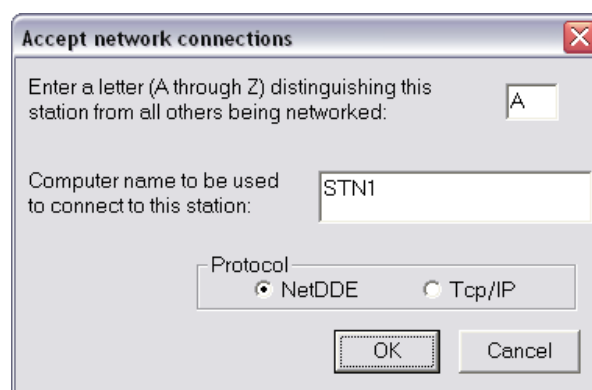 Accept network connections
Enter a letter (A through Z) distinguishing this
station from all others being networked:
A
Computer name to be used
to connect to this station:
STN1
Protocol
NetDDE
Tcp/IP
OK
Cancel